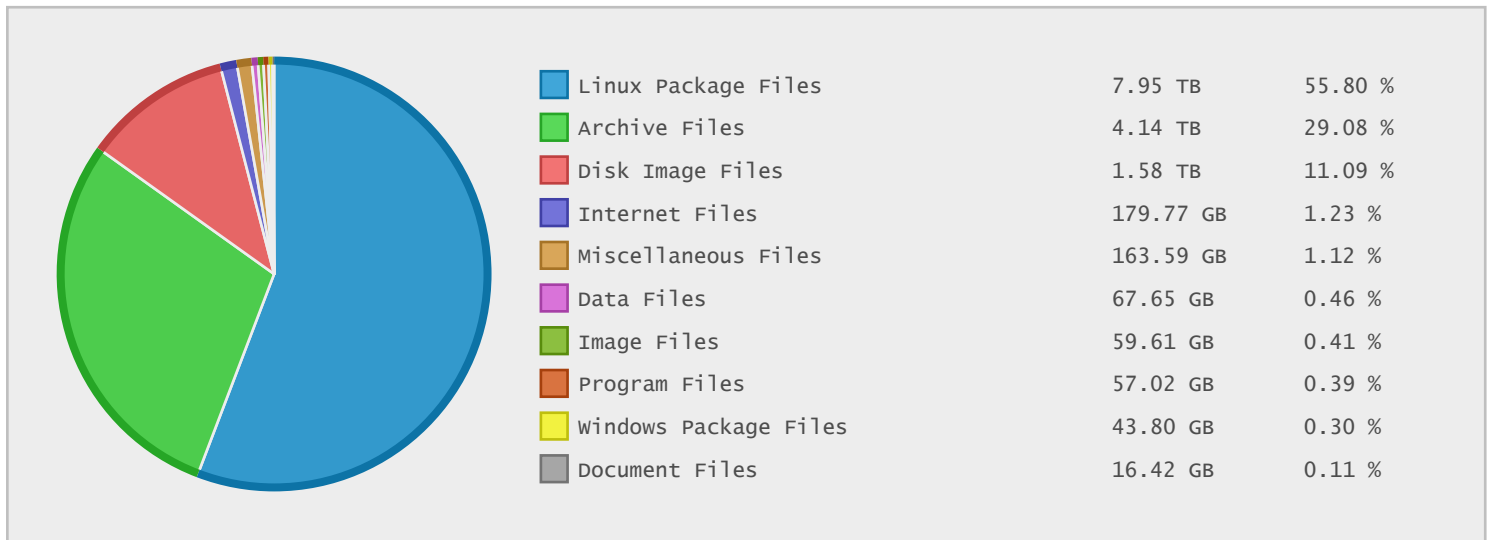 Linux Package Files 7.95 TB 55.80 %
Archive Files 4.14 TB 29.08 %
Disk Image Files 1.58 TB 11.09 %
Internet Files 179.77 GB 1.23 %
Miscellaneous Files 163.59 GB 1.12 %
Data Files 67.65 GB 0.46 %
Image Files 59.61 GB 0.41 %
Program Files 57.02 GB 0.39 %
Windows Package Files 43.80 GB 0.30 %
Document Files 16.42 GB 0.11 %